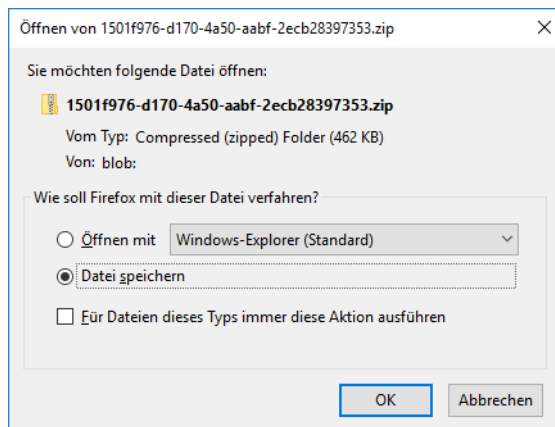 Öffnen von 1501f976-d170-4a50-aabf-2ecb28397353.zip
Sie möchten folgende Datei öffnen:
1501f976-d170-4a50-aabf-2ecb28397353.zip
Vom Typ: Compressed (zipped) Folder (462 KB)
Von: blob:
Wie soll Firefox mit dieser Datei verfahren?
Öffnen mit Windows-Explorer (Standard)
Datei speichern
Für Dateien dieses Typs immer diese Aktion ausführen
OK Abbrechen